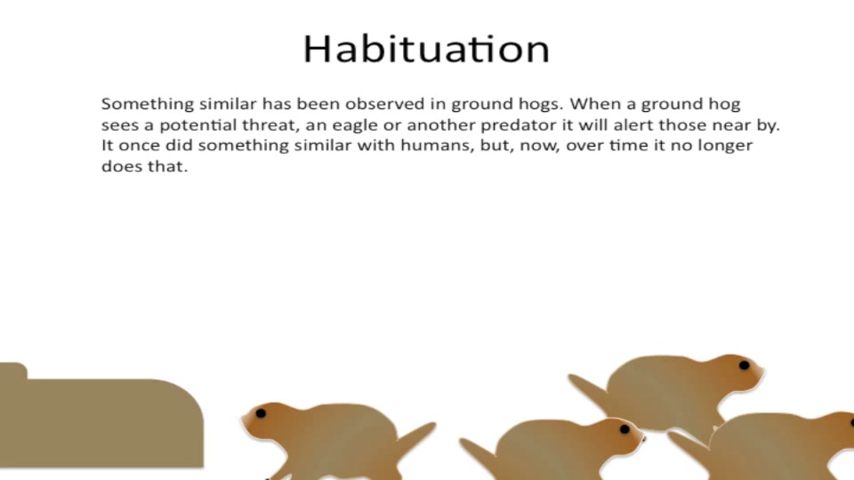 Habituation
Something similar has been observed in ground hogs. When a ground hog
sees a potential threat, an eagle or another predator it will alert those near by.
It once did something similar with humans, but, now, over time it no longer
does that.